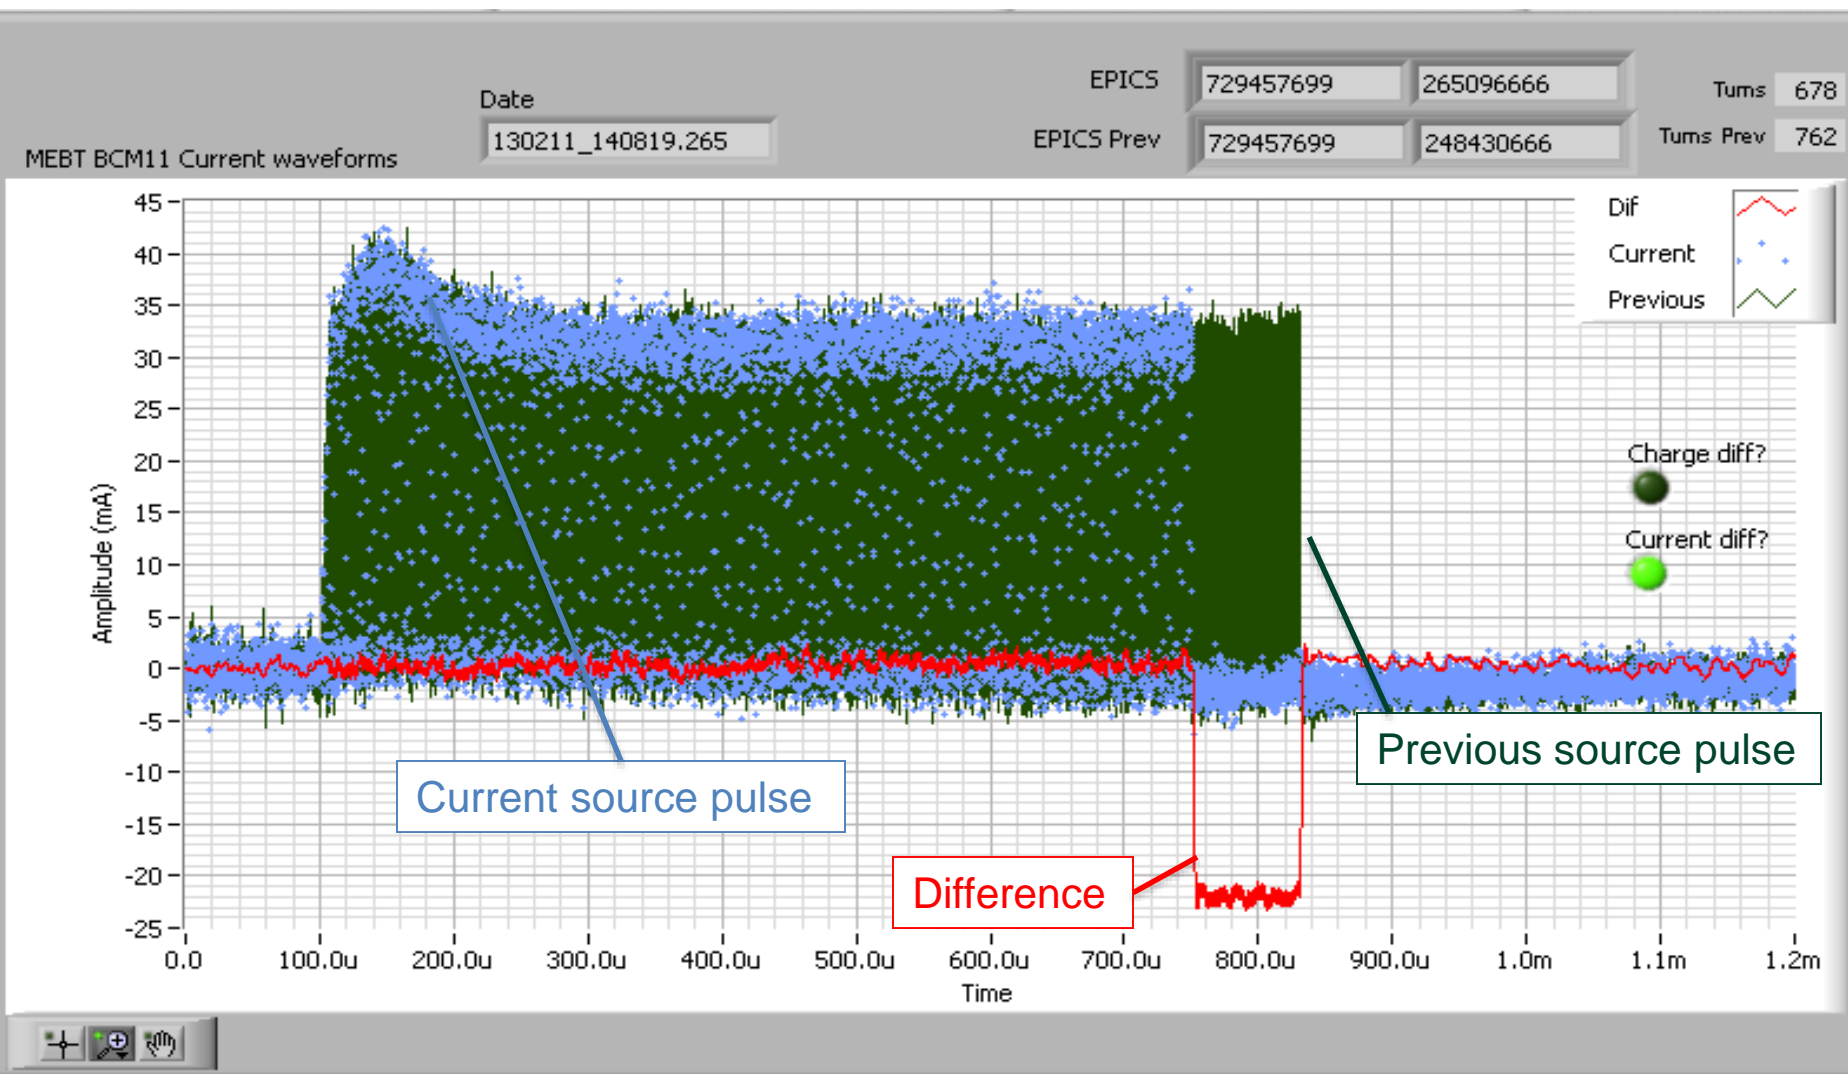 EPICS 729457699 265096666 Turns 678
Date
130211_140819.265
EPICS Prev 729457699 248430666 Turns Prev 762
MEBT BCM11 Current waveforms
45
40
35
30
25
20
15
10
5
0
-5
-10
-15
-20
-25
Amplitude (mA)
Dif
Current
Previous
Charge diff?
Current diff?
Current source pulse
Previous source pulse
Difference
0.0 100.0u 200.0u 300.0u 400.0u 500.0u 600.0u 700.0u 800.0u 900.0u 1.0m 1.1m 1.2m
Time